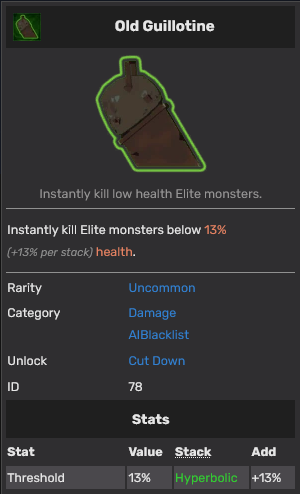 Old Guillotine
Instantly kill low health Elite monsters.
Instantly kill Elite monsters below 13%
(+13% per stack) health.
Rarity Uncommon
Category Damage
AIBlacklist
Unlock Cut Down
ID 78
Stats
Stat Value Stack Add
Threshold 13% Hyperbolic +13%